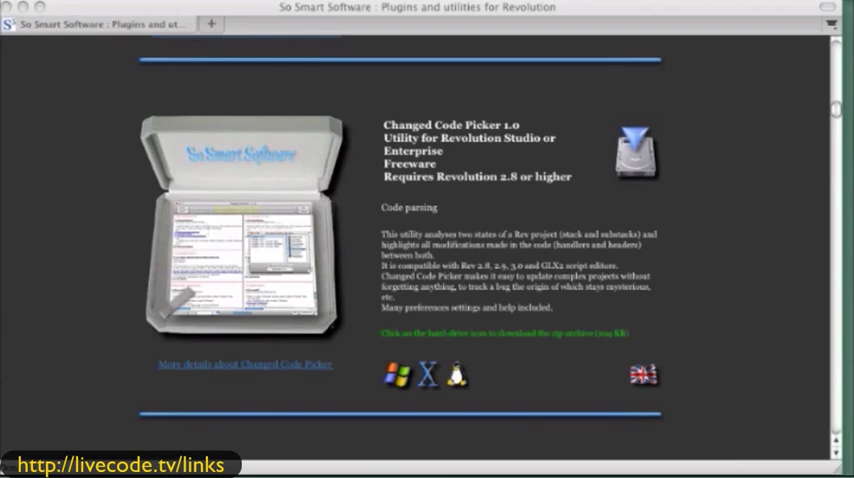 So Smart Software : Plugins and utilities for Revolution
So Smart Software : Plugins and ut...
So Smart Software
Changed Code Picker 1.0
Utility for Revolution Studio or
Enterprise
Freeware
Requires Revolution 2.8 or higher
Code parsing
This utility analyses two states of a Rev project (stack and substacks) and
highlights all modifications made in the code (handlers and headers)
between both.
It is compatible with Rev 2.8, 2.9, 3.0 and GLX2 script editors.
Changed Code Picker makes it easy to update complex projects without
forgetting anything, to track a bug the origin of which stays mysterious,
etc.
Many preferences settings and help included.
Click on the hard-drive icon to download the zip archive
More details about Changed Code Picker
http://livecode.tv/links